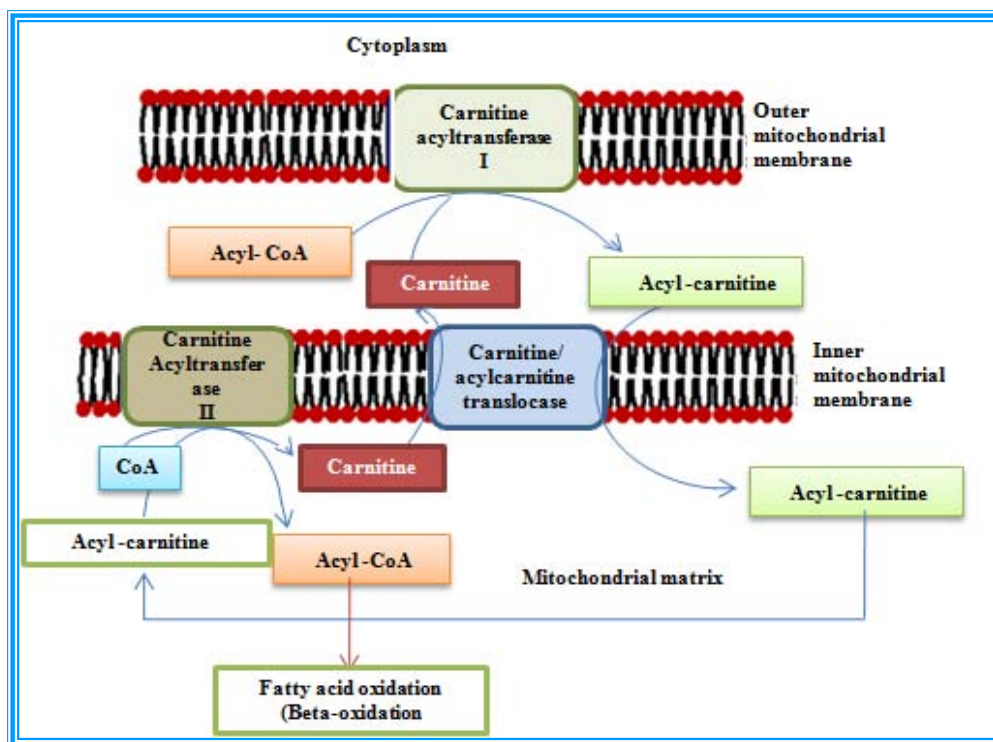 Cytoplasm
Carnitine
acyltransferase
I
Outer
mitochondrial
membrane
Acyl- CoA
Carnitine
Acyl -carnitine
Carnitine
Acyltransfer
ase
II
Carnitine/
acylcarnitine
translocase
Inner
mitochondrial
membrane
CoA
Carnitine
Acyl -carnitine
Acyl -carnitine
Acyl -CoA
Mitochondrial matrix
Fatty acid oxidation
(Beta-oxidation